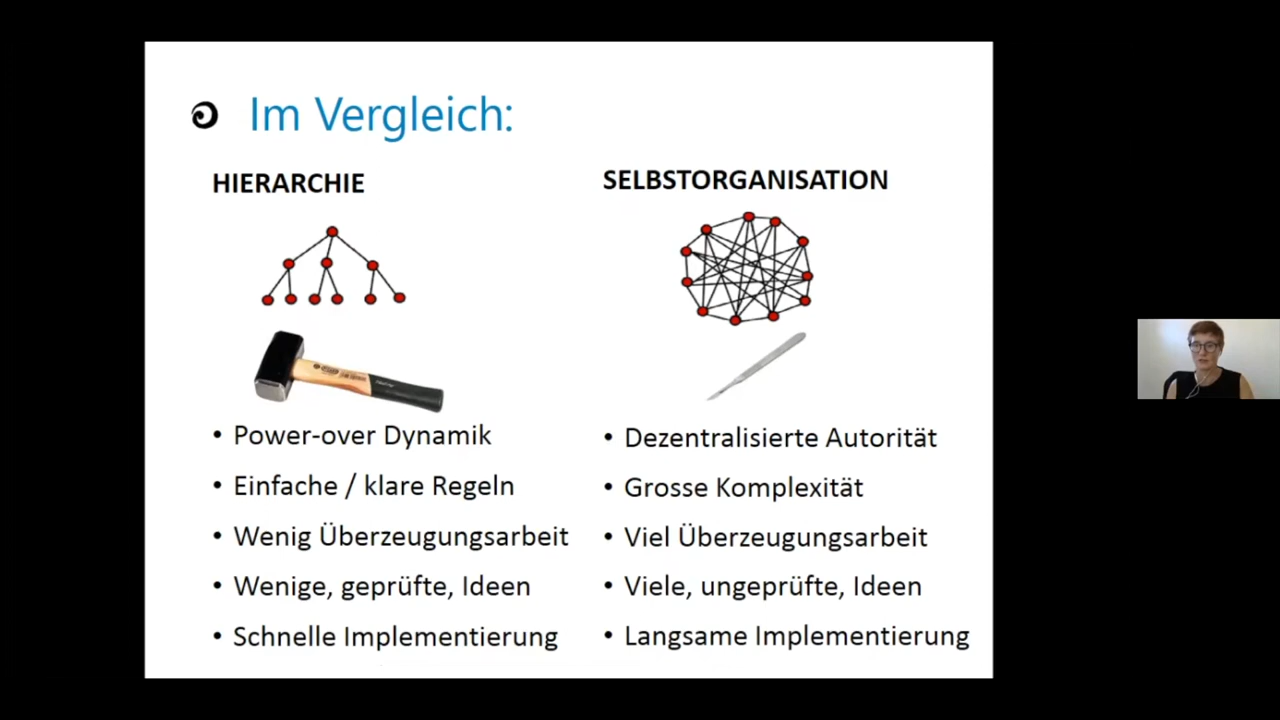 Im Vergleich:
HIERARCHIE
• Power-over Dynamik
• Einfache / klare Regeln
• Wenig Überzeugungsarbeit
• Wenige, geprüfte, Ideen
• Schnelle Implementierung
SELBSTORGANISATION
• Dezentralisierte Autorität
• Grosse Komplexität
• Viel Überzeugungsarbeit
• Viele, ungeprüfte, Ideen
• Langsame Implementierung